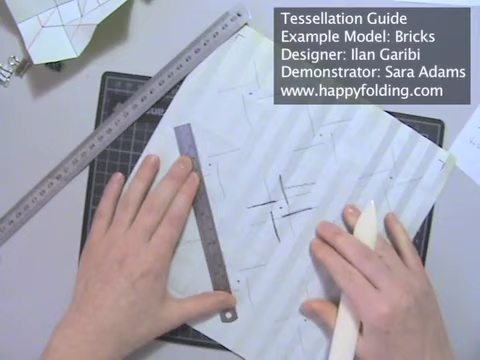 Tessellation Guide
Example Model: Bricks
Designer: Ilan Garibi
Demonstrator: Sara Adams
www.happyfolding.com